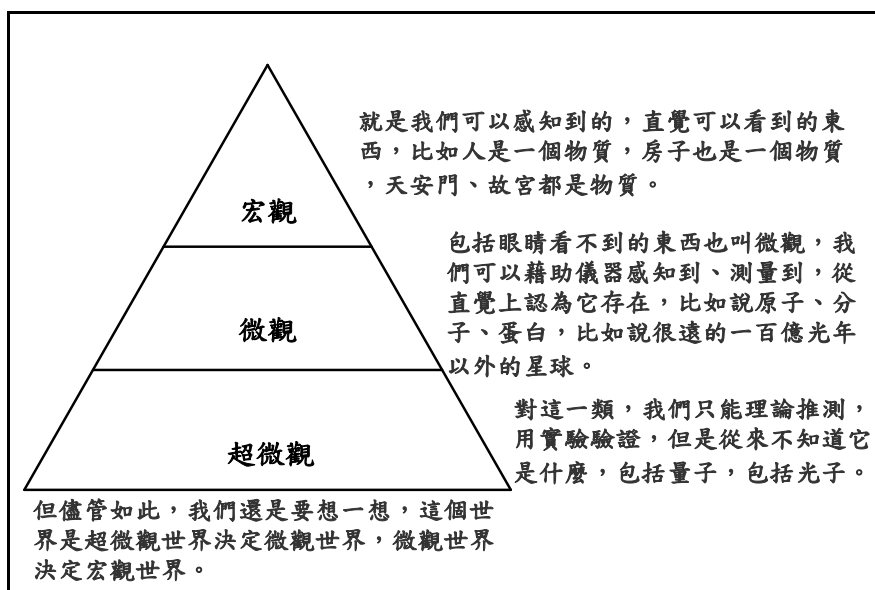 就是我們可以感知到的，直覺可以看到的東
西，比如人是一個物質，房子也是一個物質
，天安門、故宮都是物質。
宏觀
包括眼睛看不到的東西也叫微觀，我
們可以藉助儀器感知到、測量到，從
直覺上認為它存在，比如說原子、分
子、蛋白，比如說很遠的一百億光年
以外的星球。
微觀
對這一類，我們只能理論推測，
用實驗驗證，但是從來不知道它
是什麼，包括量子，包括光子。
超微觀
但儘管如此，我們還是要想一想，這個世
界是超微觀世界決定微觀世界，微觀世界
決定宏觀世界。